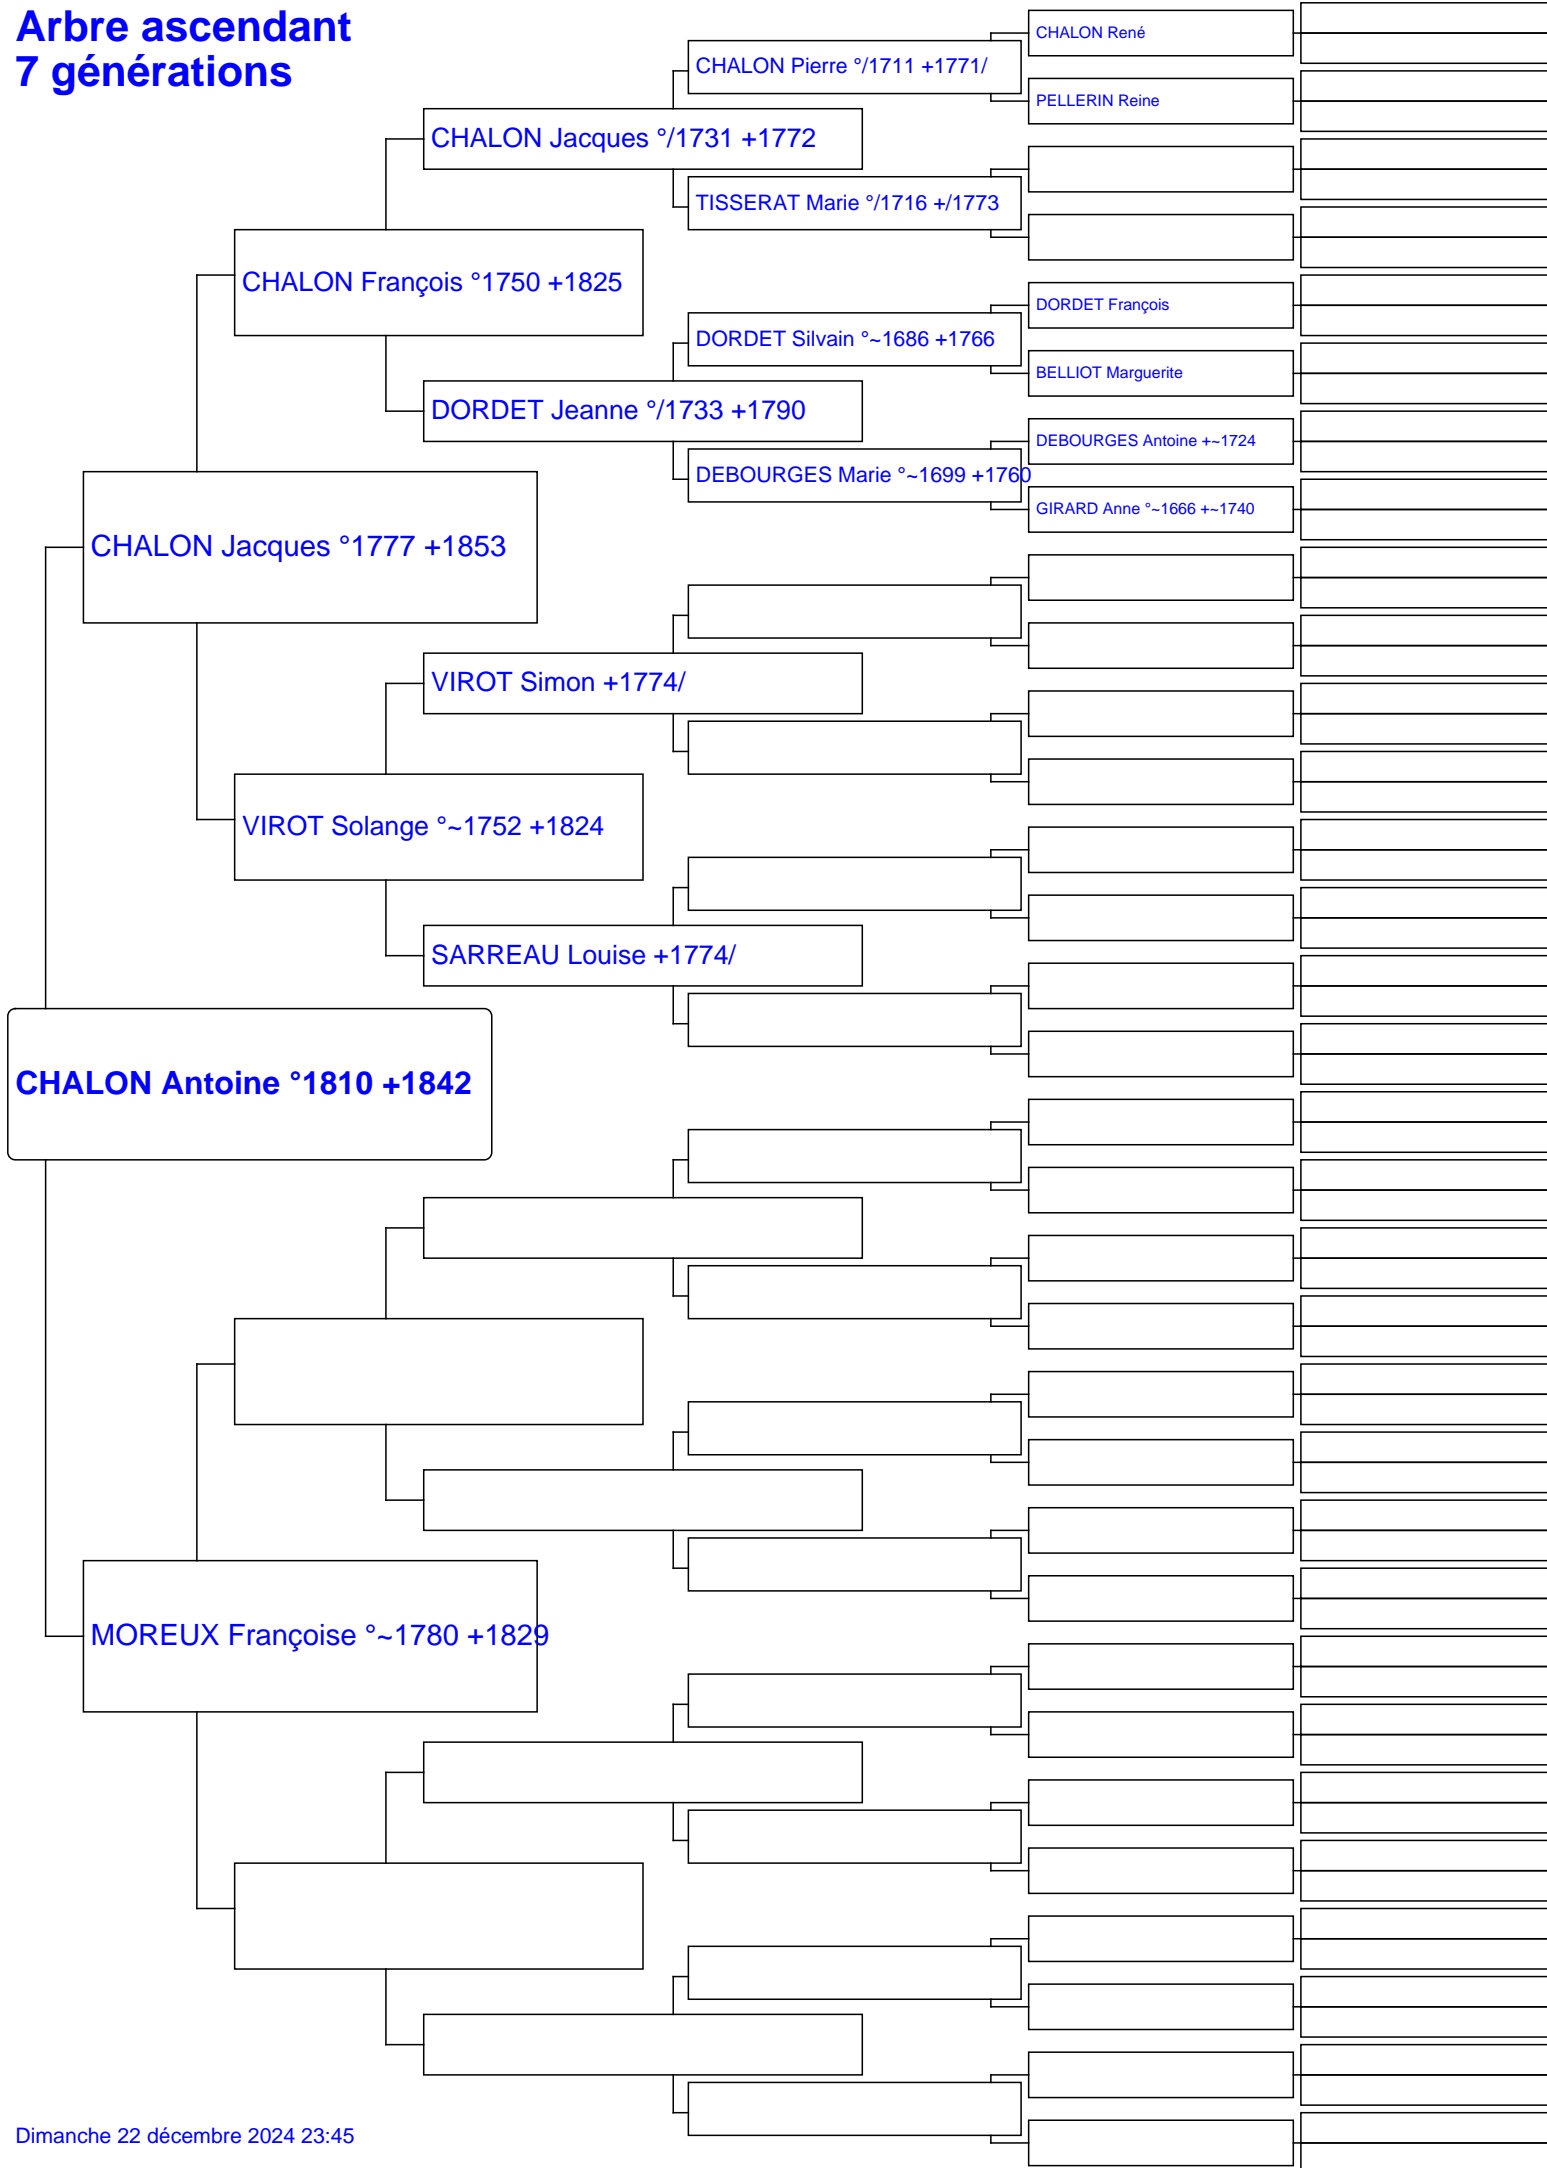 Arbre ascendant
7 générations
CHALON René
CHALON Pierre °/1711 +1771/
PELLERIN Reine
CHALON Jacques °/1731 +1772
TISSERAT Marie °/1716 +/1773
CHALON François °1750 +1825
DORDET François
DORDET Silvain °~1686 +1766
BELLIOT Marguerite
DORDET Jeanne °/1733 +1790
DEBOURGES Antoine +~1724
DEBOURGES Marie °~1699 +1760
GIRARD Anne °~1666 +~1740
CHALON Jacques °1777 +1853
VIROT Simon +1774/
VIROT Solange °~1752 +1824
SARREAU Louise +1774/
CHALON Antoine °1810 +1842
MOREUX Françoise °~1780 +1829
Dimanche 22 décembre 2024 23:45